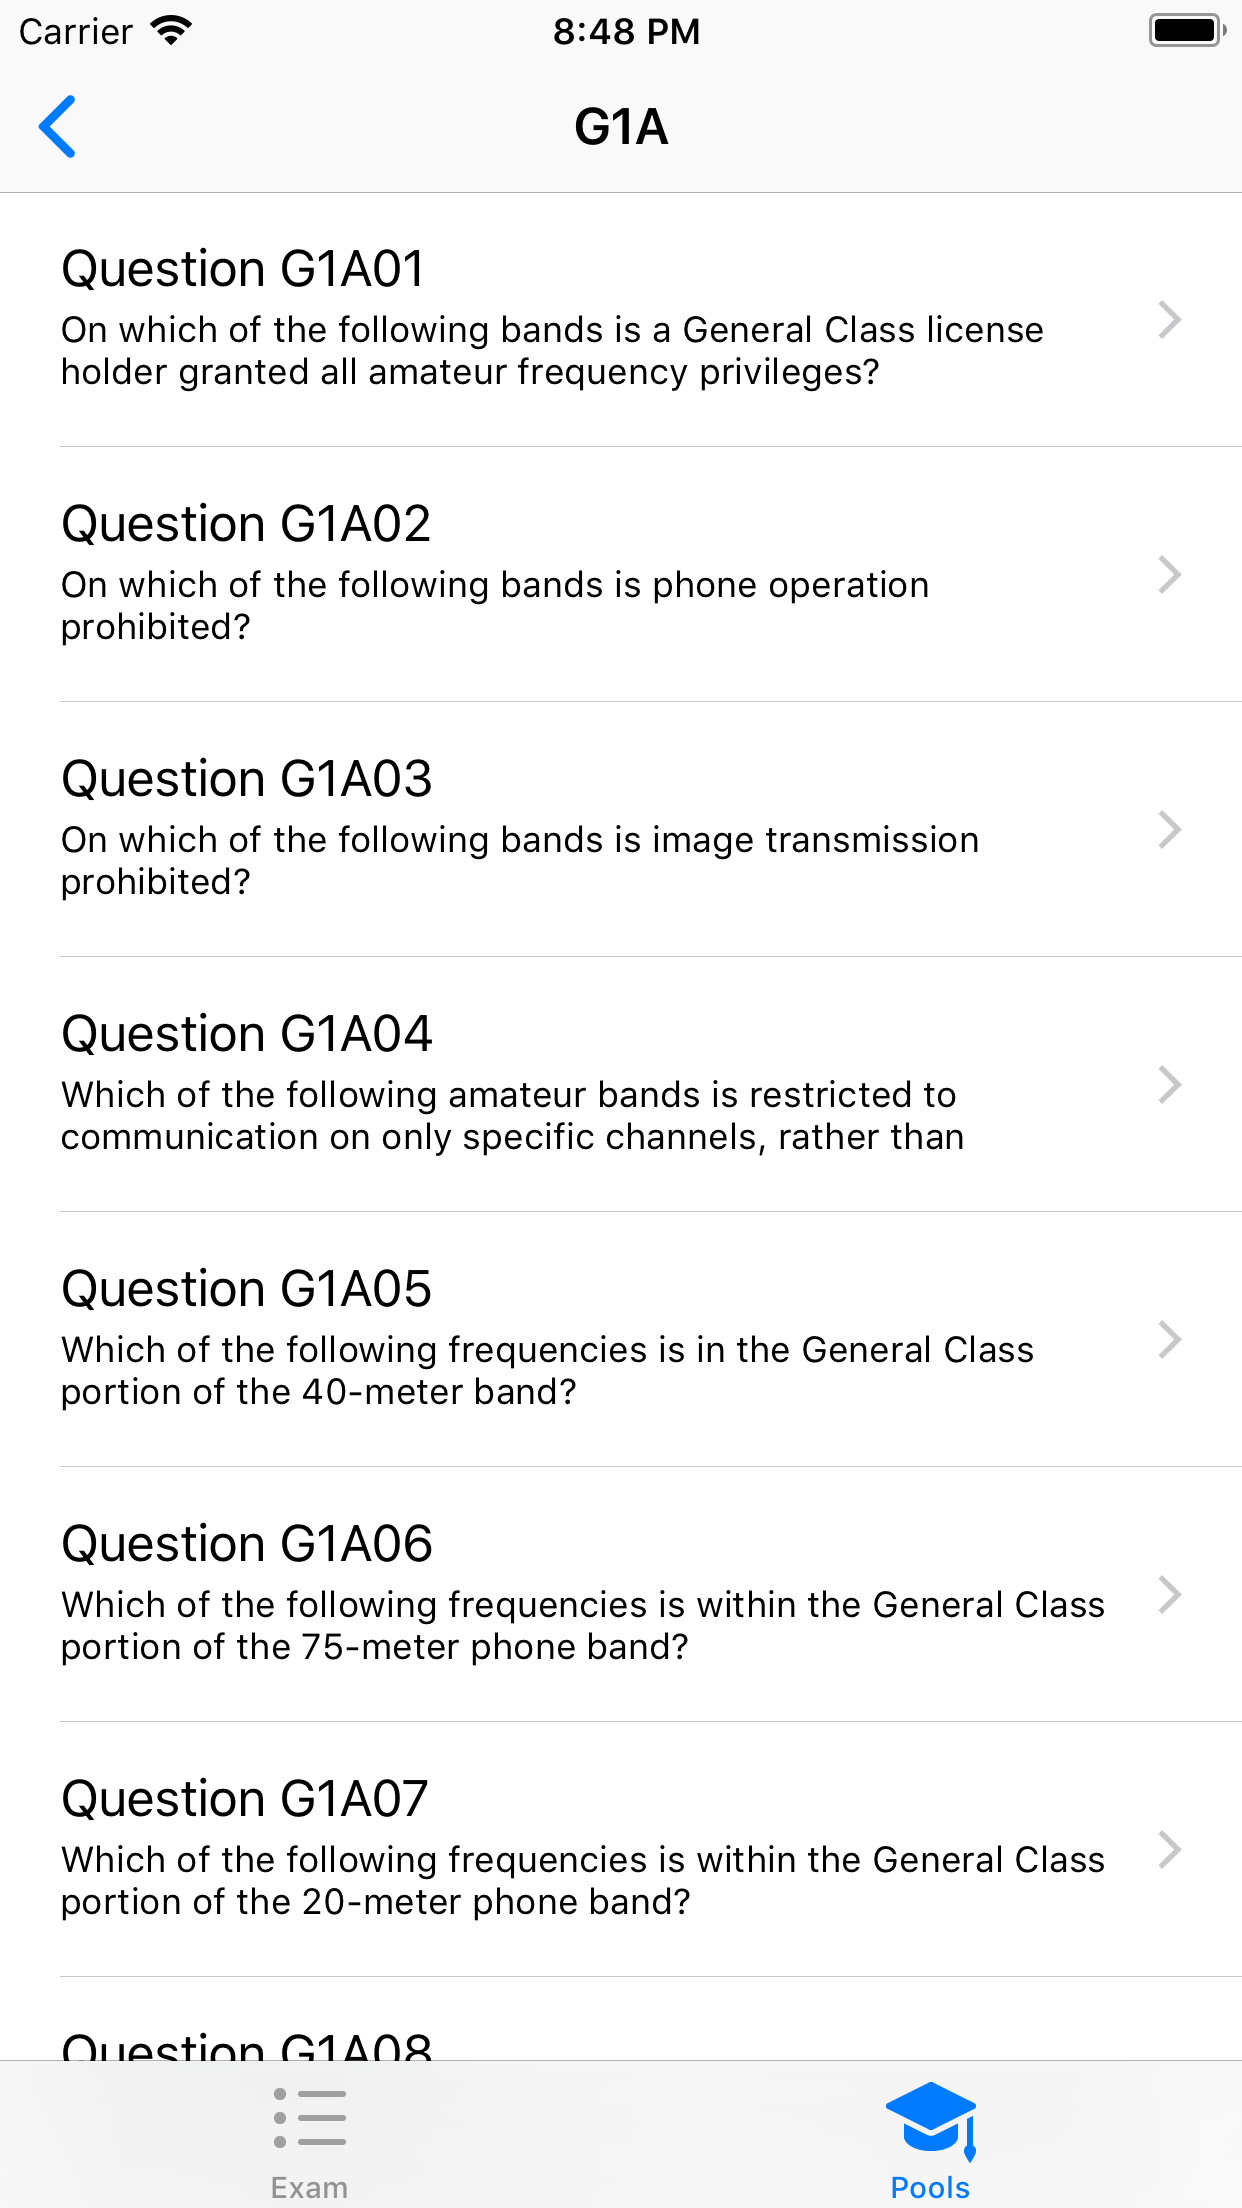 Carrier 8:48 PM
G1A
Question G1A01
On which of the following bands is a General Class license
holder granted all amateur frequency privileges?
Question G1A02
On which of the following bands is phone operation
prohibited?
Question G1A03
On which of the following bands is image transmission
prohibited?
Question G1A04
Which of the following amateur bands is restricted to
communication on only specific channels, rather than
Question G1A05
Which of the following frequencies is in the General Class
portion of the 40-meter band?
Question G1A06
Which of the following frequencies is within the General Class
portion of the 75-meter phone band?
Question G1A07
Which of the following frequencies is within the General Class
portion of the 20-meter phone band?
Question G1A08
Exam Pools